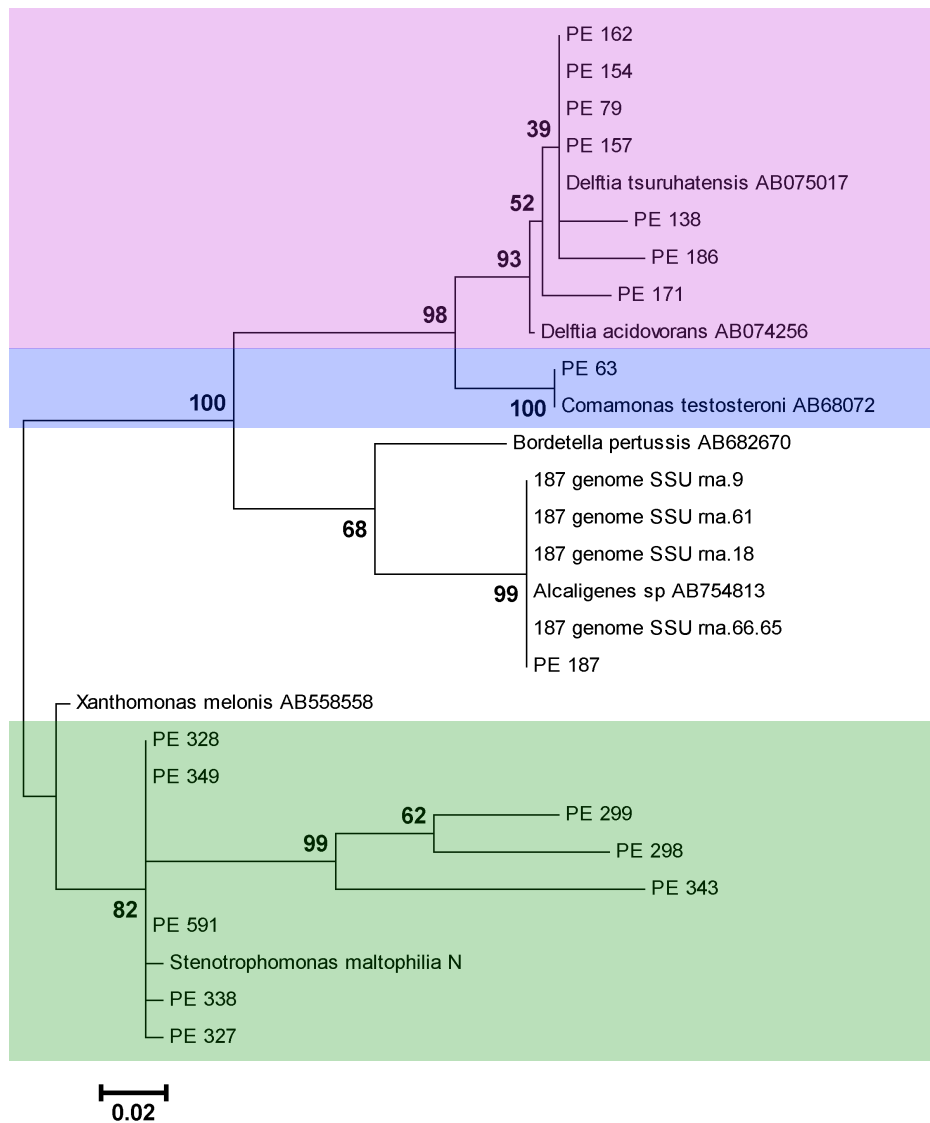 PE 162
PE 154
PE 79
39
PE 157
Delftia tsuruhatensis AB075017
52
PE 138
93
PE 186
PE 171
98
Delftia acidovorans AB074256
PE 63
100
100
Comamonas testosteroni AB68072
Bordetella pertussis AB682670
187 genome SSU rna.9
187 genome SSU rna.61
68
187 genome SSU rna.18
99
Alcaligenes sp AB754813
187 genome SSU rna.66.65
PE 187
Xanthomonas melonis AB558558
PE 328
PE 349
62
PE 299
99
PE 298
PE 343
82
PE 591
Stenotrophomonas maltophilia N
PE 338
PE 327
0.02